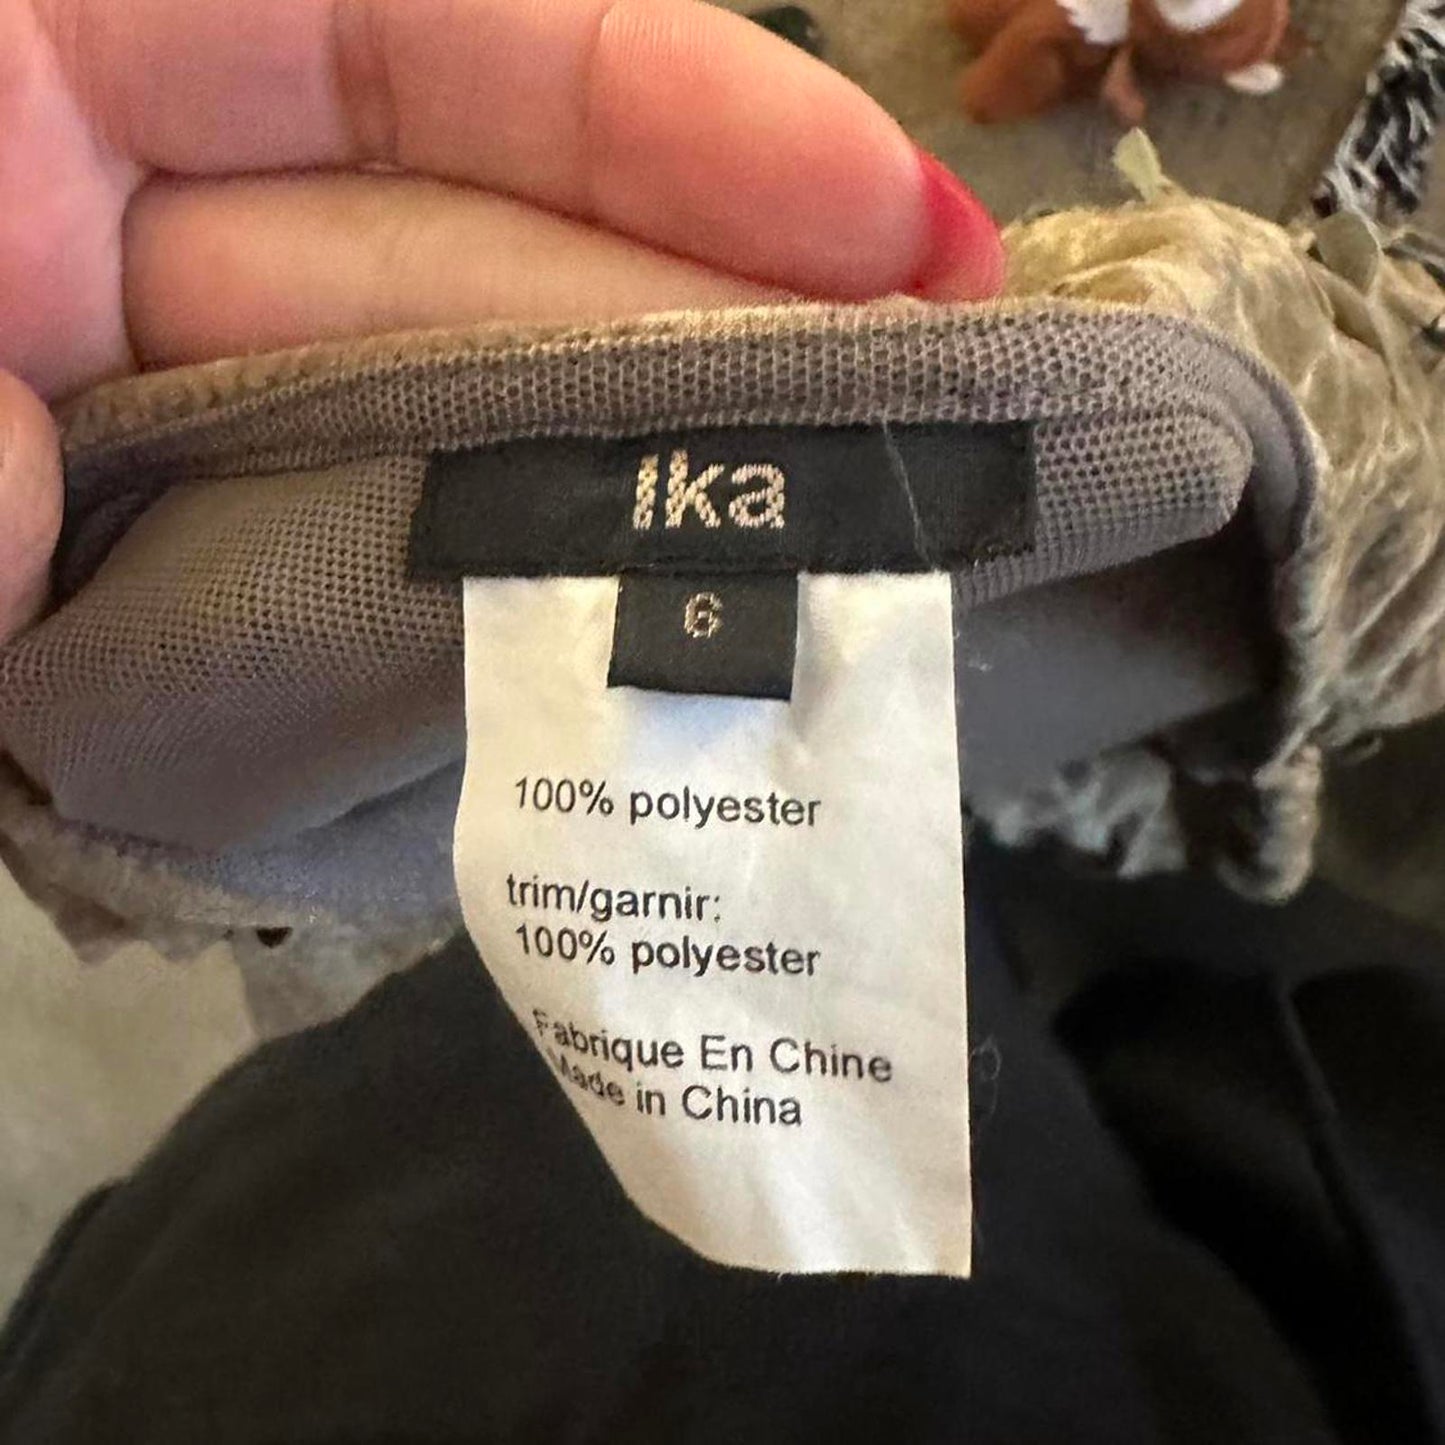 Ika
6
100% polyester
trim/garnir:
100% polyester
Fabrique En Chine
Made in China